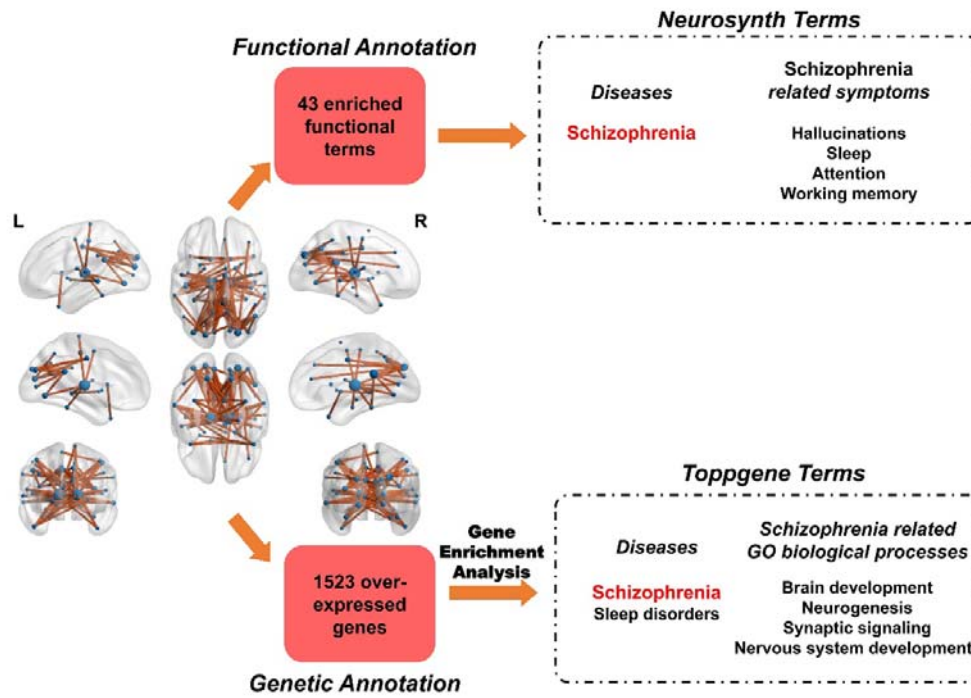 Neurosynth Terms
Functional Annotation
43 enriched
functional
terms
Diseases
Schizophrenia
Schizophrenia
related symptoms
Hallucinations
Sleep
Attention
Working memory
L
R
Toppgene Terms
Gene
Enrichment
Analysis
1523 over-
expressed
genes
Diseases
Schizophrenia
Sleep disorders
Schizophrenia related
GO biological processes
Brain development
Neurogenesis
Synaptic signaling
Nervous system development
Genetic Annotation